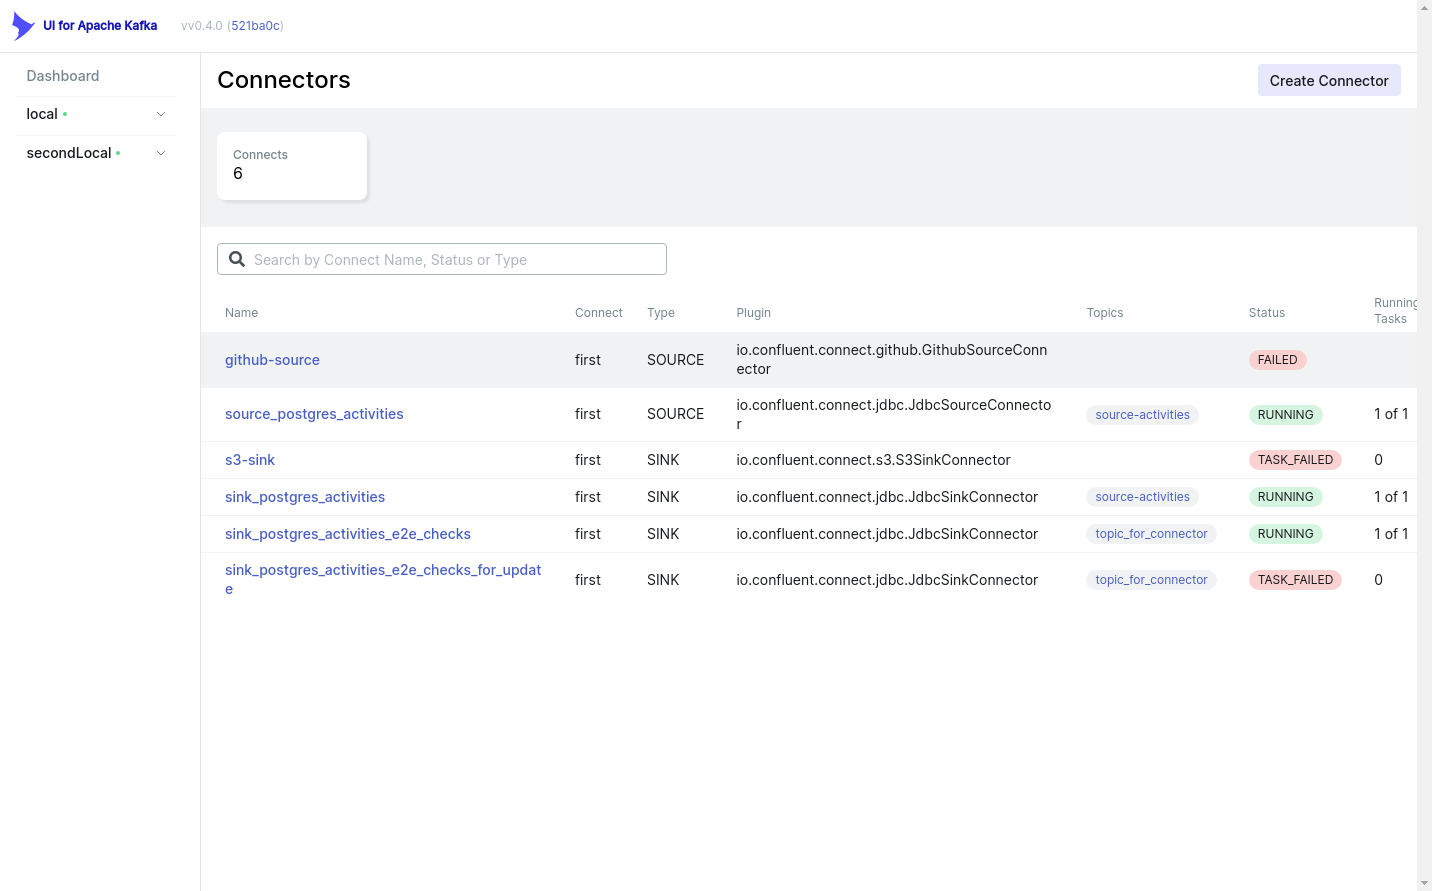 UI for Apache Kafka vv0.4.0 (521ba0c)
Dashboard
local
secondLocal
Connectors
Create Connector
Connects
6
Search by Connect Name, Status or Type
Name Connect Type Plugin Topics Status Running
Tasks
github-source first SOURCE io.confluent.connect.github.GithubSourceConn
ector FAILED
source_postgres_activities first SOURCE io.confluent.connect.jdbc.JdbcSourceConnecto
r source-activities RUNNING 1 of 1
s3-sink first SINK io.confluent.connect.s3.S3SinkConnector TASK_FAILED 0
sink_postgres_activities first SINK io.confluent.connect.jdbc.JdbcSinkConnector source-activities RUNNING 1 of 1
sink_postgres_activities_e2e_checks first SINK io.confluent.connect.jdbc.JdbcSinkConnector topic_for_connector RUNNING 1 of 1
sink_postgres_activities_e2e_checks_for_updat
e first SINK io.confluent.connect.jdbc.JdbcSinkConnector topic_for_connector TASK_FAILED 0